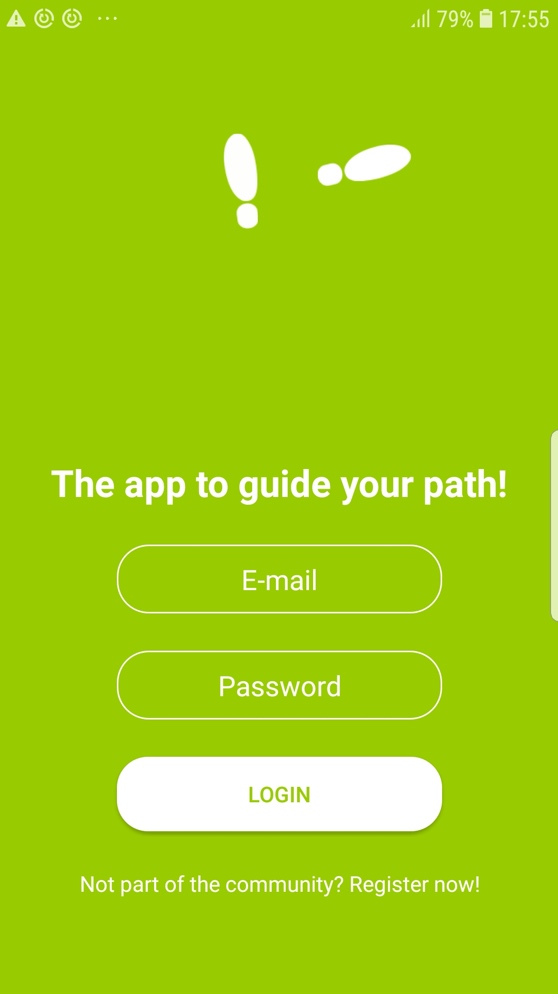 79% 17:55
The app to guide your path!
E-mail
Password
LOGIN
Not part of the community? Register now!